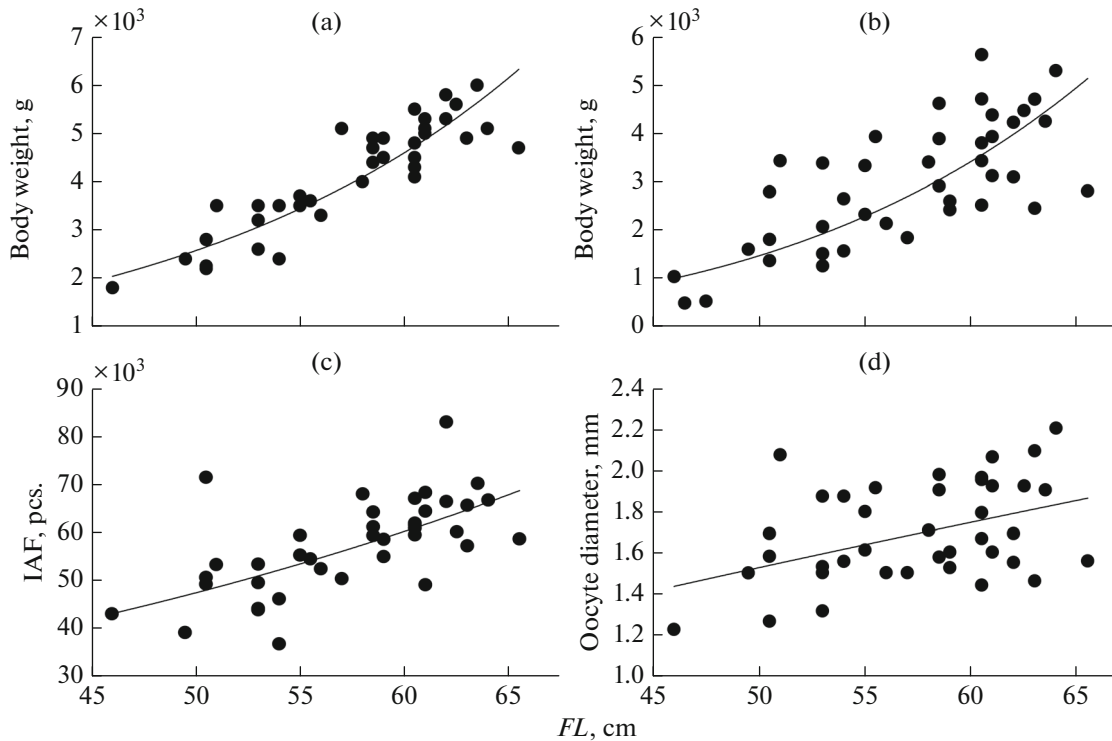 ×10³ (a)
7
6
5
4
3
2
1
Body weight, g
×10³ (b)
6
5
4
3
2
1
0
Body weight, g
×10³ (c)
90
80
70
60
50
40
30
IAF, pcs.
45 50 55 60 65
(d)
2.4
2.2
2.0
1.8
1.6
1.4
1.2
1.0
Oocyte diameter, mm
45 50 55 60 65
FL, cm